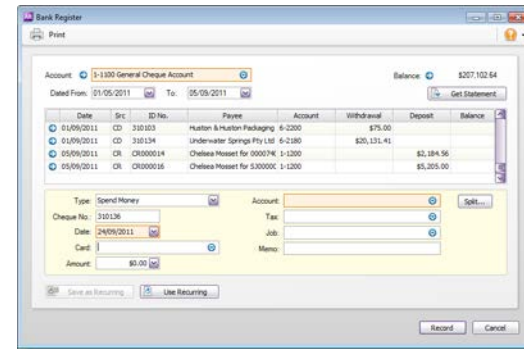 Bank Register
Print
Account: 1-1100 General Cheque Account Balance: $207,102.64
Dated From: 01/05/2011 To: 05/09/2011 Get Statement
Date Src ID No. Payee Account Withdrawal Deposit Balance
01/09/2011 CD 310103 Huston & Huston Packaging 6-2200 $75.00
01/09/2011 CD 310134 Underwater Springs Pty Ltd 6-2180 $20,131.41
05/09/2011 CR CR000014 Chelsea Mosset for 1-1200 $2,184.56
05/09/2011 CR CR000016 Chelsea Mosset for 1-1200 $5,205.00
Type: Spend Money Account: Split...
Cheque No.: 310136 Tax:
Date: 24/09/2011 Job:
Card: Memo:
Amount: $0.00
Save as Recurring Use Recurring
Record Cancel